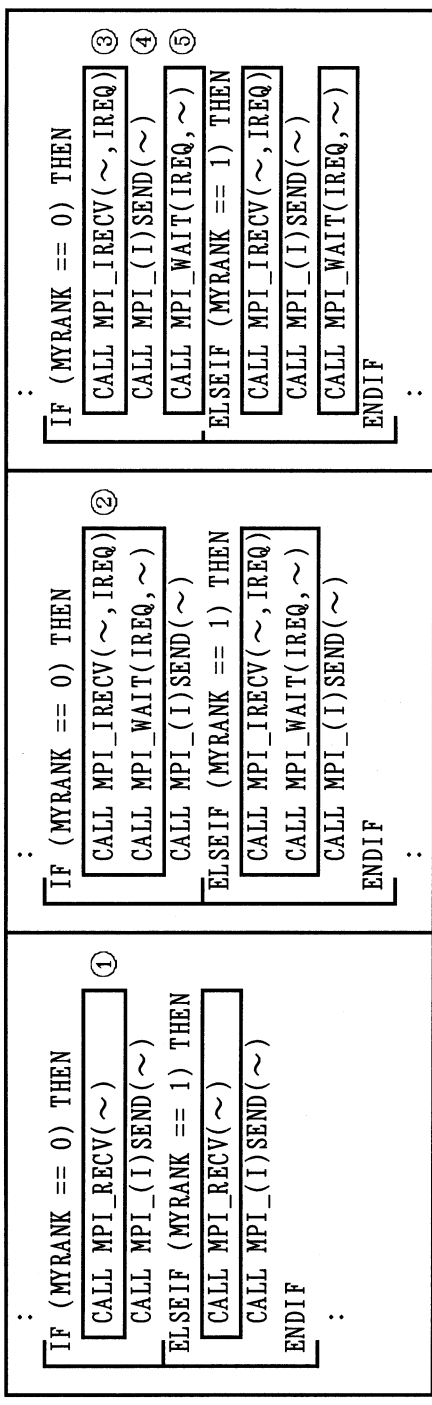 :
IF (MYRANK == 0) THEN
CALL MPI_RECV(~) ①
CALL MPI_(I)SEND(~)
ELSEIF (MYRANK == 1) THEN
CALL MPI_RECV(~)
CALL MPI_(I)SEND(~)
ENDIF
:
:
IF (MYRANK == 0) THEN
CALL MPI_IRECV(~,IREQ) ②
CALL MPI_WAIT(IREQ,~)
CALL MPI_(I)SEND(~)
ELSEIF (MYRANK == 1) THEN
CALL MPI_IRECV(~,IREQ)
CALL MPI_WAIT(IREQ,~)
CALL MPI_(I)SEND(~)
ENDIF
:
:
IF (MYRANK == 0) THEN
CALL MPI_IRECV(~,IREQ) ③
CALL MPI_(I)SEND(~) ④
CALL MPI_WAIT(IREQ,~) ⑤
ELSEIF (MYRANK == 1) THEN
CALL MPI_IRECV(~,IREQ)
CALL MPI_(I)SEND(~)
CALL MPI_WAIT(IREQ,~)
ENDIF
: